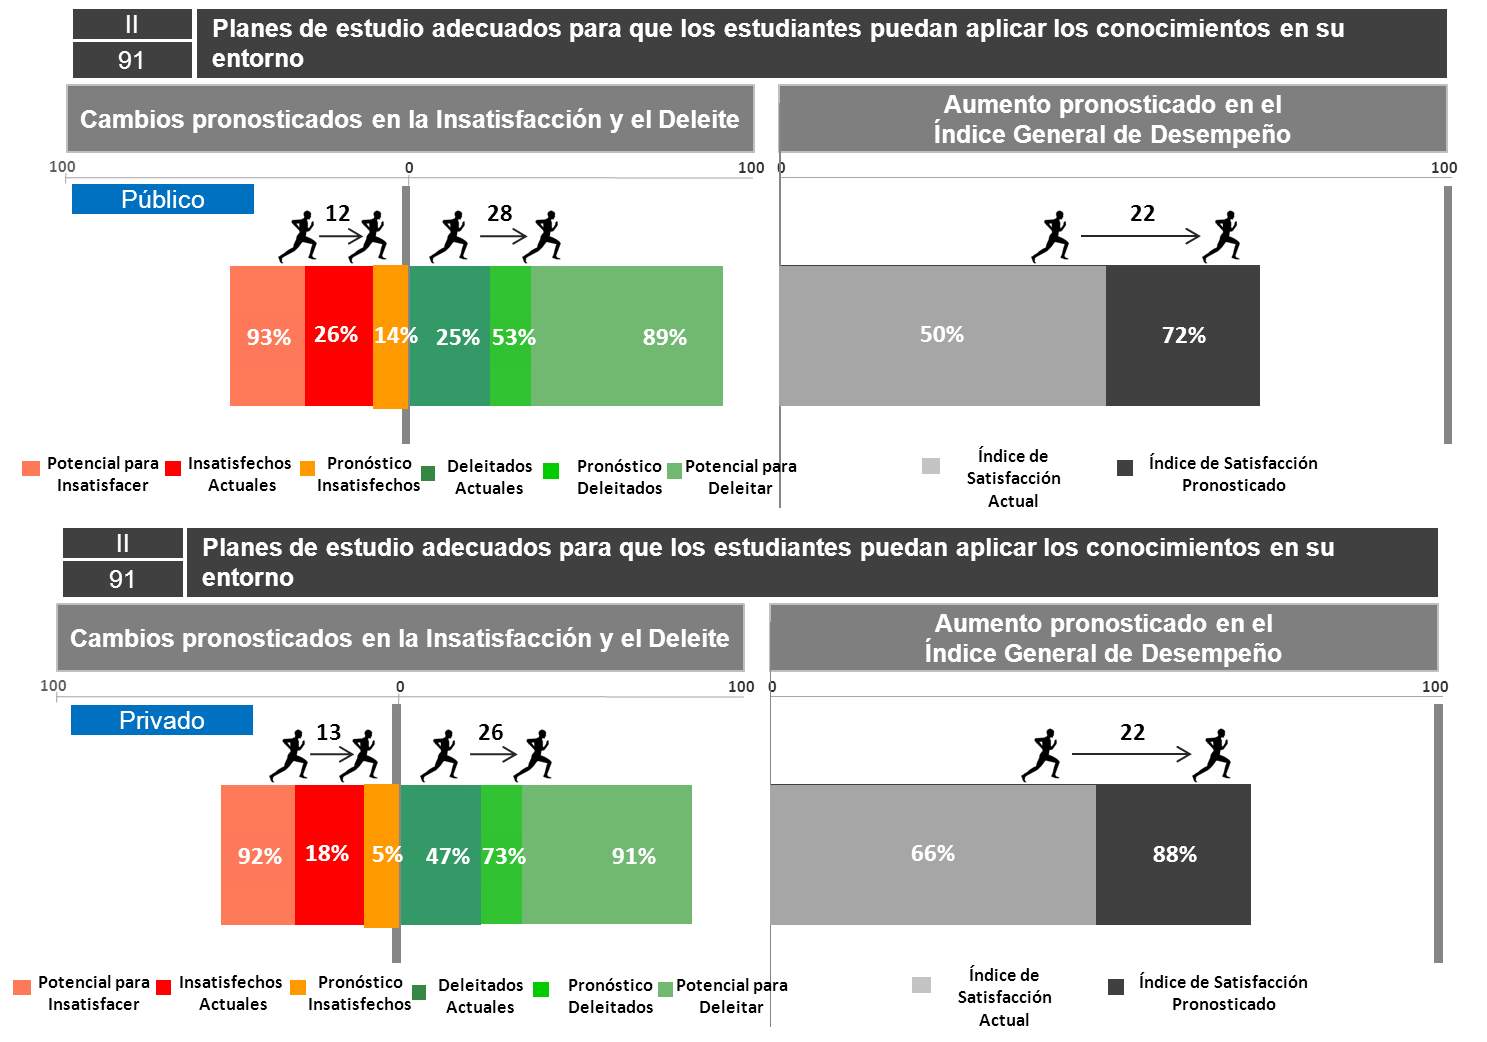 II
91
Planes de estudio adecuados para que los estudiantes puedan aplicar los conocimientos en su
entorno
Cambios pronosticados en la Insatisfacción y el Deleite
Aumento pronosticado en el
Índice General de Desempeño
100
0
100
0
100
Público
12
28
22
93%
26%
14%
25%
53%
89%
50%
72%
Potencial para
Insatisfacer
Insatisfechos
Actuales
Pronóstico
Insatisfechos
Deleitados
Actuales
Pronóstico
Deleitados
Potencial para
Deleitar
Índice de
Satisfacción
Actual
Índice de Satisfacción
Pronosticado
II
91
Planes de estudio adecuados para que los estudiantes puedan aplicar los conocimientos en su
entorno
Cambios pronosticados en la Insatisfacción y el Deleite
Aumento pronosticado en el
Índice General de Desempeño
100
0
100
0
100
Privado
13
26
22
92%
18%
5%
47%
73%
91%
66%
88%
Potencial para
Insatisfacer
Insatisfechos
Actuales
Pronóstico
Insatisfechos
Deleitados
Actuales
Pronóstico
Deleitados
Potencial para
Deleitar
Índice de
Satisfacción
Actual
Índice de Satisfacción
Pronosticado